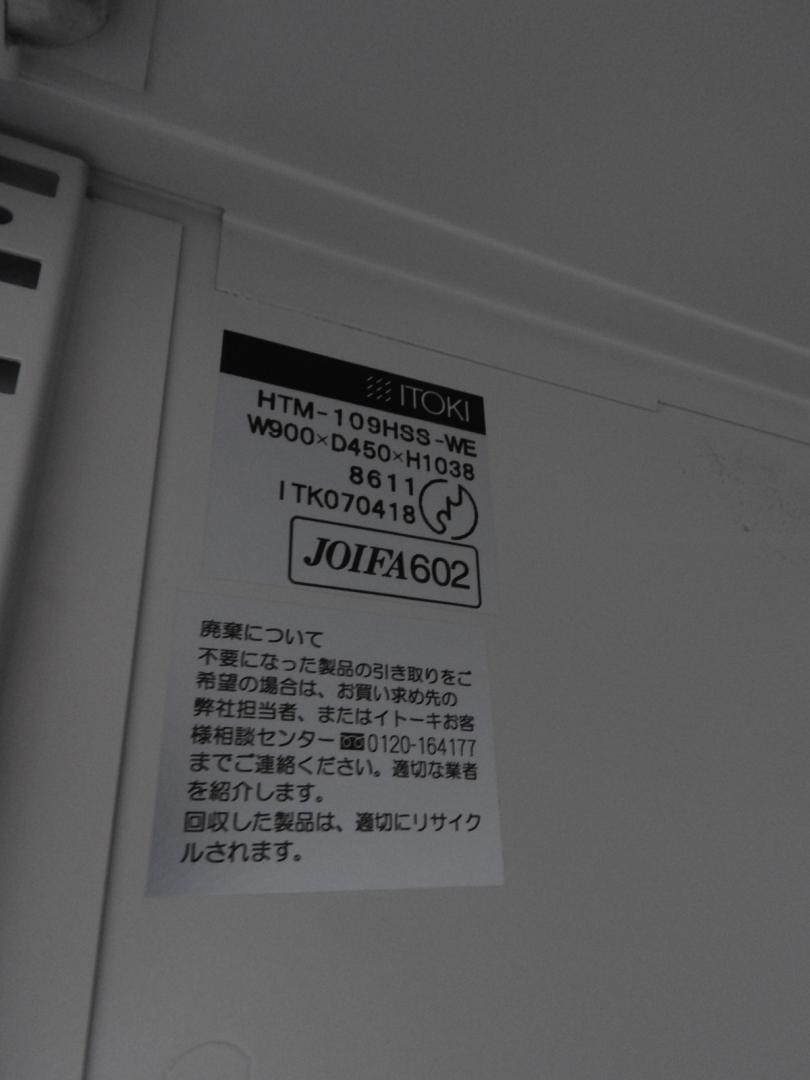 ITOKI
HTM-109HSS-WE
W900×D450×H1038
8611
ITK070418
JOIFA602
廃棄について
不要になった製品の引き取りをご
希望の場合は、お買い求め先の
弊社担当者、またはイトーキお客
様相談センター 0120-164177
までご連絡ください。適切な業者
を紹介します。
回収した製品は、適切にリサイク
ルされます。